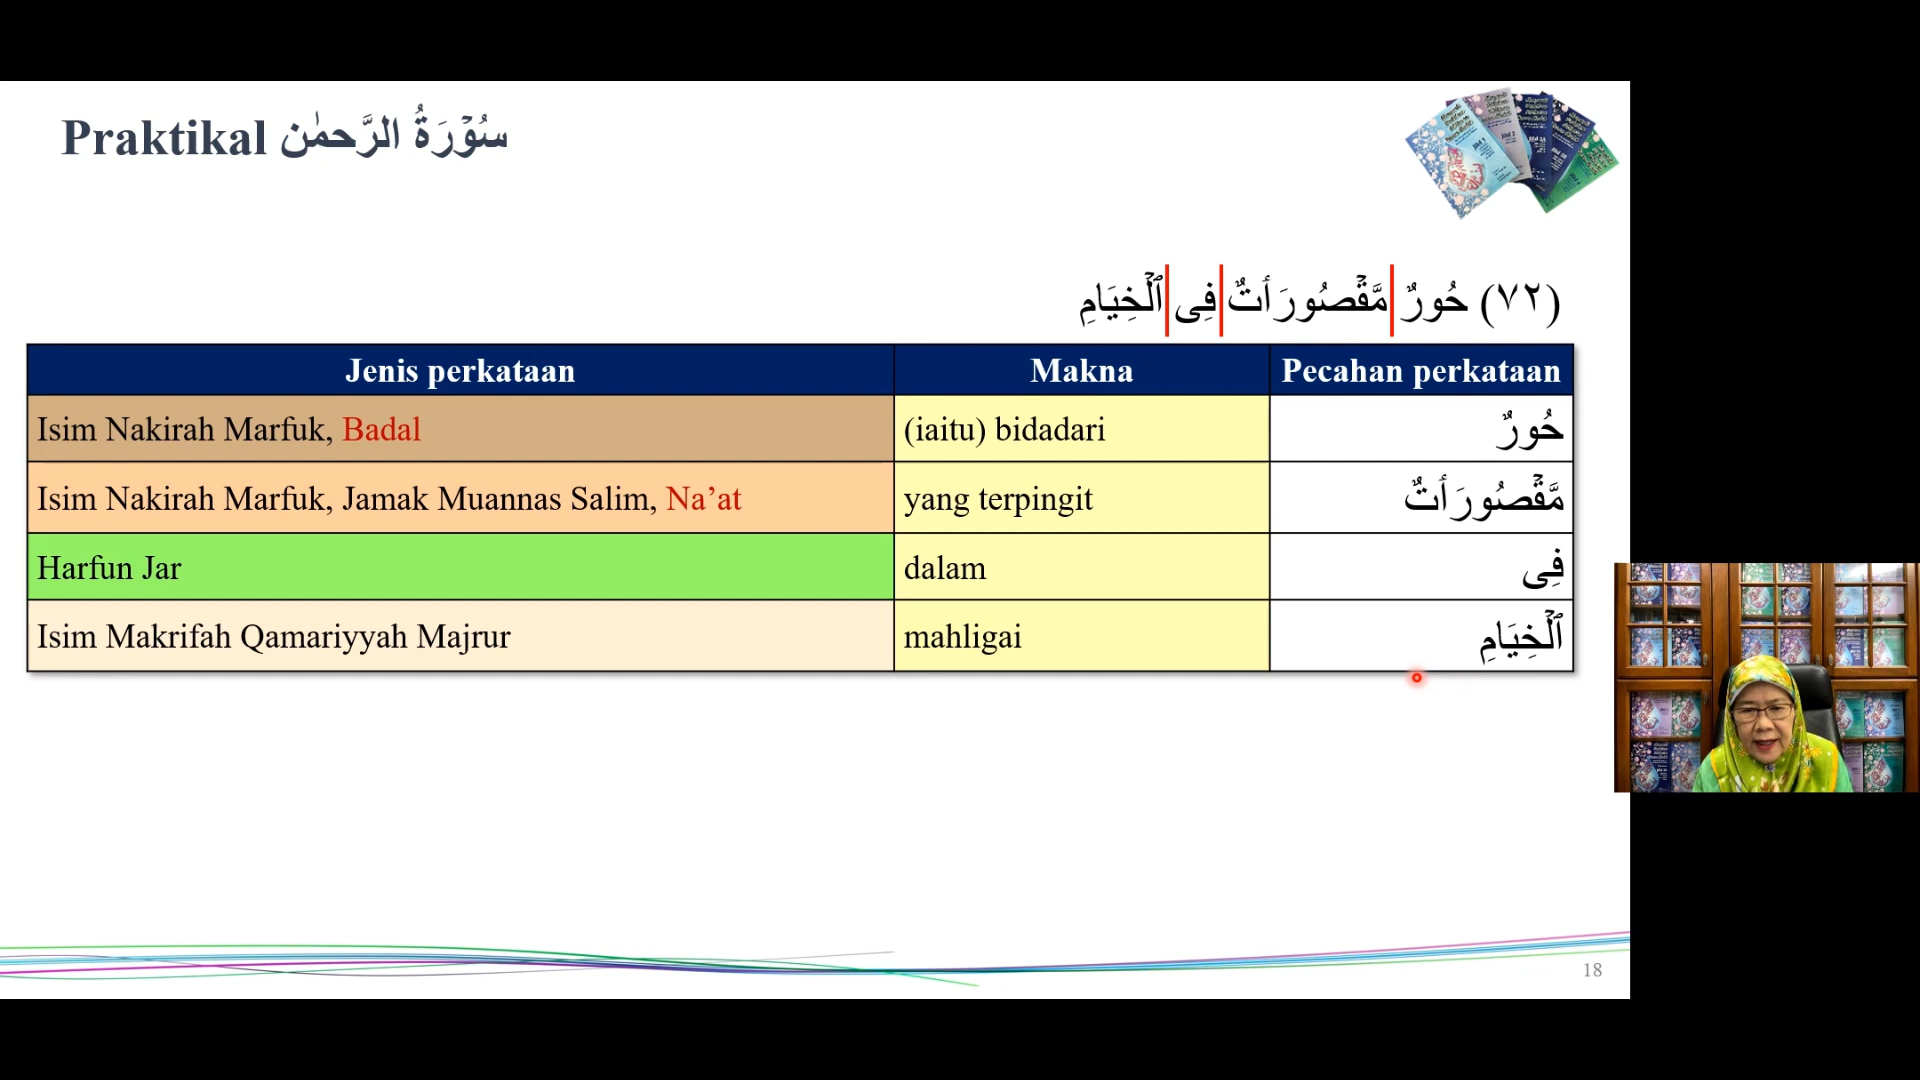 Praktikal سُوْرَةُ الرَّحمٰن
(٧٢) حُورٌ مَّقْصُورَٲتٌ فِى ٱلْخِيَامِ
Jenis perkataan Makna Pecahan perkataan
Isim Nakirah Marfuk, Badal (iaitu) bidadari حُورٌ
Isim Nakirah Marfuk, Jamak Muannas Salim, Na’at yang terpingit مَّقْصُورَٲتٌ
Harfun Jar dalam فِى
Isim Makrifah Qamariyyah Majrur mahligai ٱلْخِيَامِ
18